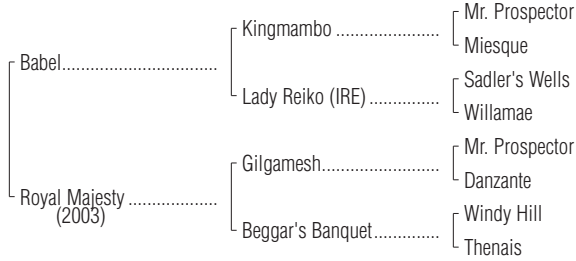 Mr. Prospector
Kingmambo ......................
Miesque
Babel.................................
Sadler's Wells
Lady Reiko (IRE) ...............
Willamae
Mr. Prospector
Gilgamesh.........................
Danzante
Royal Majesty ...................
(2003)
Windy Hill
Beggar's Banquet..............
Thenais